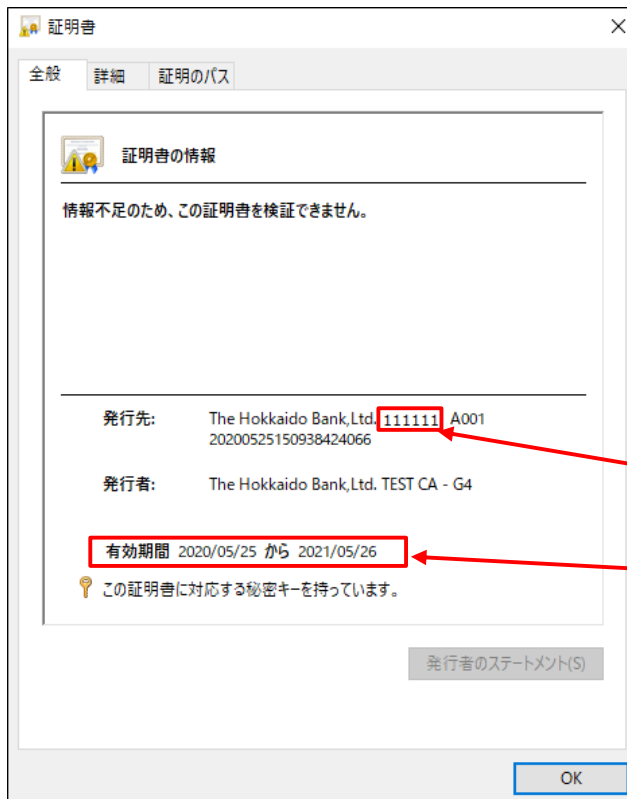 証明書
全般 詳細 証明のパス
証明書の情報
情報不足のため、この証明書を検証できません。
発行先: The Hokkaido Bank,Ltd. 111111 A001
20200525150938424066
発行者: The Hokkaido Bank,Ltd. TEST CA - G4
有効期間 2020/05/25 から 2021/05/26
この証明書に対応する秘密キーを持っています。
発行者のステートメント(S)
OK